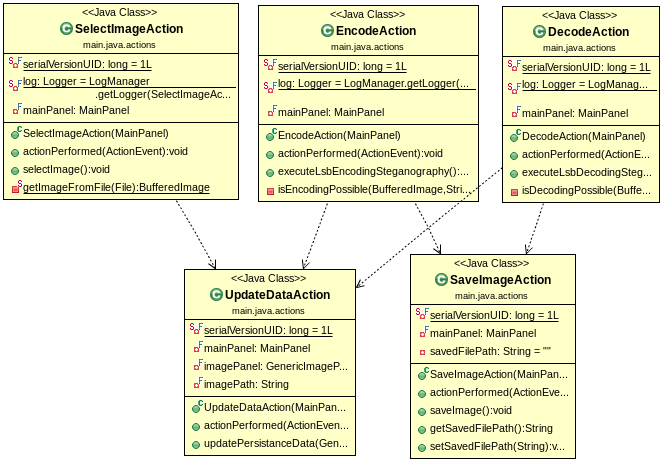 <<Java Class>>
SelectImageAction
main.java.actions
serialVersionUID: long = 1L
log: Logger = LogManager
.getLogger(SelectImageAc...
mainPanel: MainPanel
SelectImageAction(MainPanel)
actionPerformed(ActionEvent):void
selectImage():void
getImageFromFile(File):BufferedImage
<<Java Class>>
EncodeAction
main.java.actions
serialVersionUID: long = 1L
log: Logger = LogManager.getLogger(...
mainPanel: MainPanel
EncodeAction(MainPanel)
actionPerformed(ActionEvent):void
executeLsbEncodingSteganography():...
isEncodingPossible(BufferedImage,Stri...
<<Java Class>>
DecodeAction
main.java.actions
serialVersionUID: long = 1L
log: Logger = LogManag...
mainPanel: MainPanel
DecodeAction(MainPanel)
actionPerformed(ActionE...
executeLsbDecodingSteg...
isDecodingPossible(Buffe...
<<Java Class>>
UpdateDataAction
main.java.actions
serialVersionUID: long = 1L
mainPanel: MainPanel
imagePanel: GenericImageP...
imagePath: String
UpdateDataAction(MainPan...
actionPerformed(ActionEven...
updatePersistanceData(Gen...
<<Java Class>>
SaveImageAction
main.java.actions
serialVersionUID: long = 1L
mainPanel: MainPanel
savedFilePath: String = ""
SaveImageAction(MainPan...
actionPerformed(ActionEve...
saveImage():void
getSavedFilePath():String
setSavedFilePath(String):v...